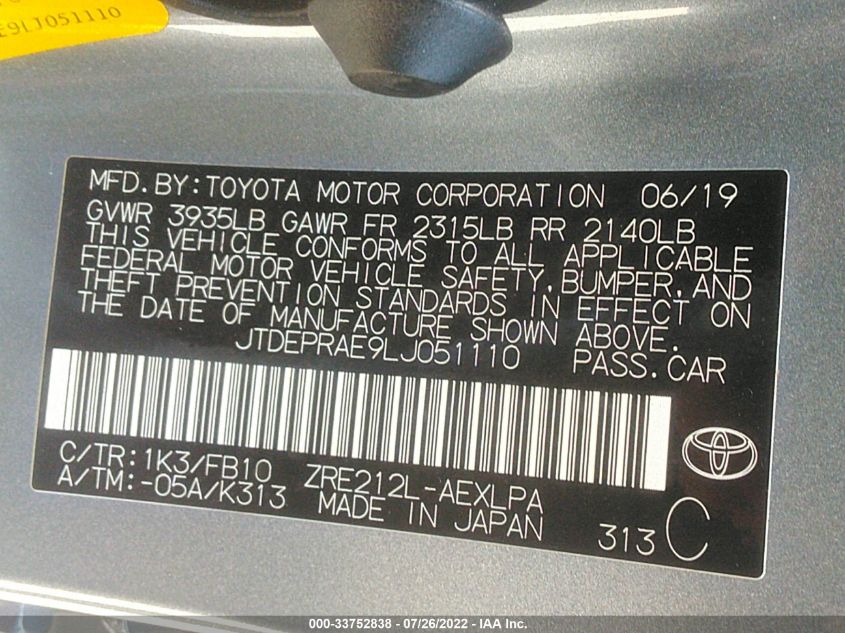 E9LJ051110
MFD.BY:TOYOTA MOTOR CORPORATION 06/19
GVWR 3935LB GAWR FR 2315LB RR 2140LB
THIS VEHICLE CONFORMS TO ALL APPLICABLE
FEDERAL MOTOR VEHICLE SAFETY,BUMPER,AND
THEFT PREVENTION STANDARDS IN EFFECT ON
THE DATE OF MANUFACTURE SHOWN ABOVE.
JTDEPRAE9LJ051110 PASS.CAR
C/TR:1K3/FB10 ZRE212L-AEXLPA
A/TM:-05A/K313 MADE IN JAPAN
313 C
000-33752838 - 07/26/2022 - IAA Inc.